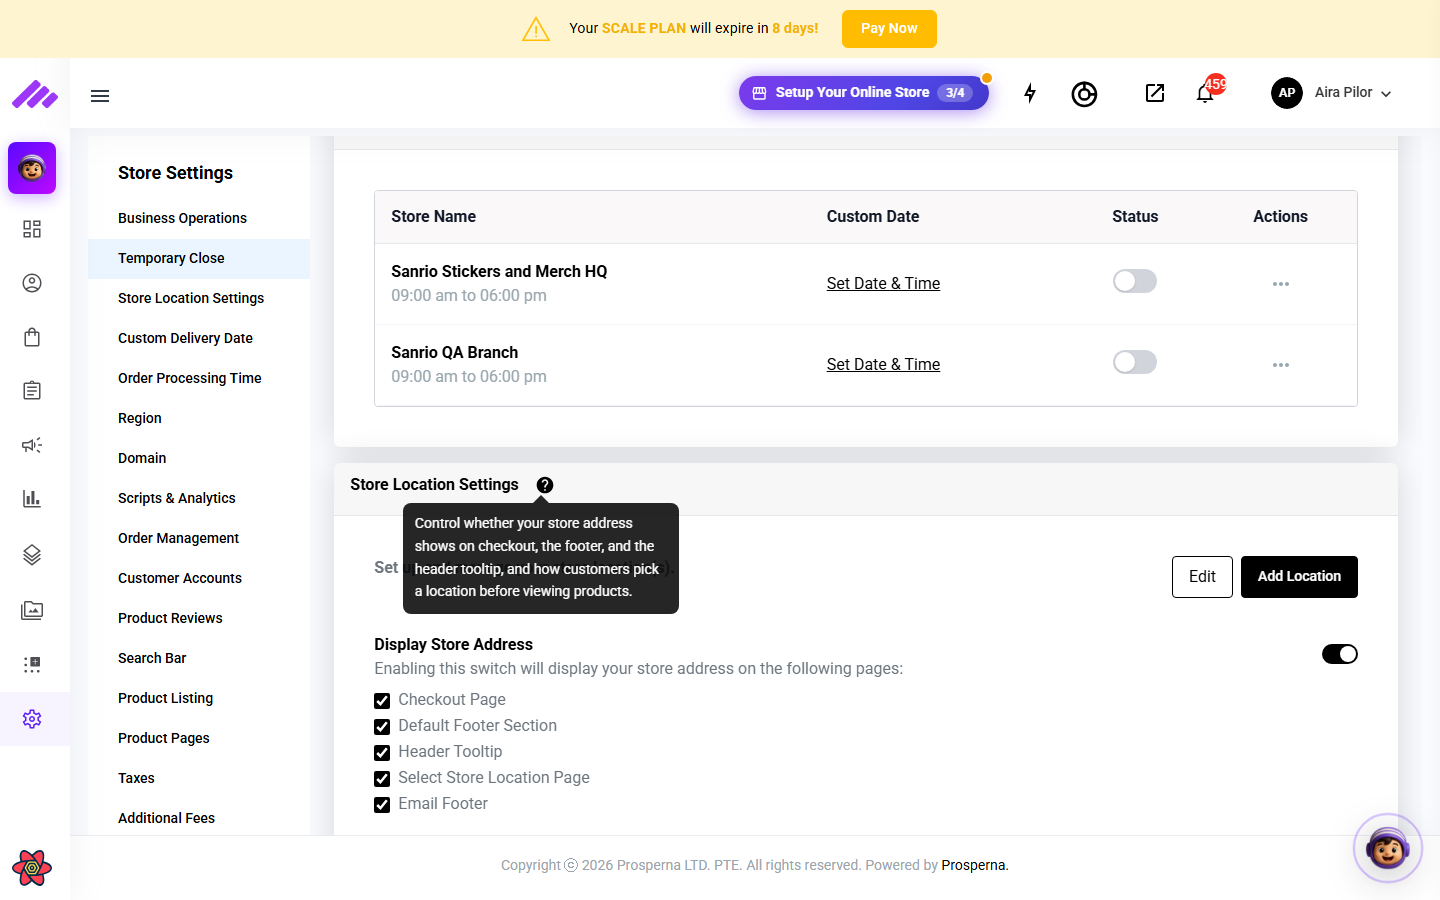 Your SCALE PLAN will expire in 8 days!
Pay Now
Setup Your Online Store 3/4
459
AP
Aira Pilor
Store Settings
Business Operations
Temporary Close
Store Location Settings
Custom Delivery Date
Order Processing Time
Region
Domain
Scripts & Analytics
Order Management
Customer Accounts
Product Reviews
Search Bar
Product Listing
Product Pages
Taxes
Additional Fees
Store Name Custom Date Status Actions
Sanrio Stickers and Merch HQ
09:00 am to 06:00 pm
Set Date & Time
Sanrio QA Branch
09:00 am to 06:00 pm
Set Date & Time
Store Location Settings
Control whether your store address
shows on checkout, the footer, and the
header tooltip, and how customers pick
a location before viewing products.
Set
Edit
Add Location
Display Store Address
Enabling this switch will display your store address on the following pages:
Checkout Page
Default Footer Section
Header Tooltip
Select Store Location Page
Email Footer
Copyright © 2026 Prosperna LTD. PTE. All rights reserved. Powered by Prosperna.